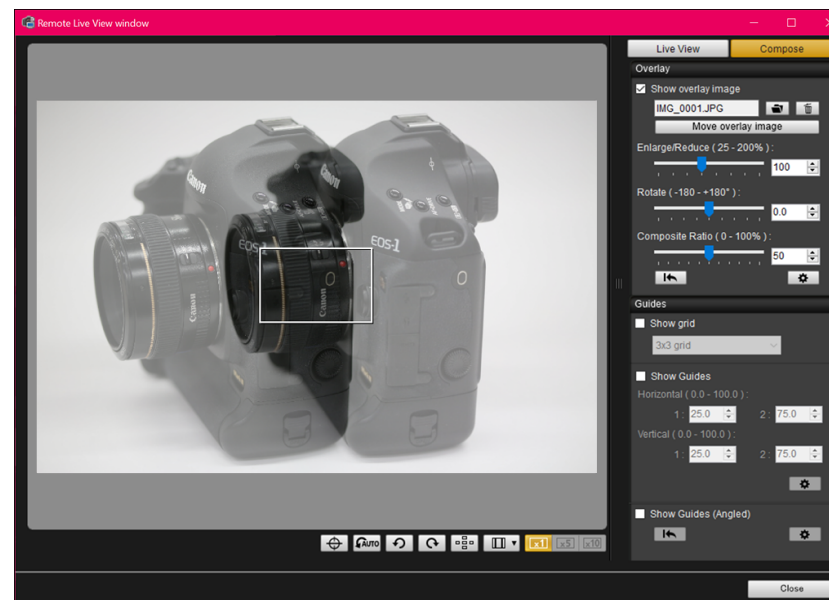 Remote Live View window
Live View
Compose
Overlay
Show overlay image
IMG_0001.JPG
Move overlay image
Enlarge/Reduce ( 25 - 200% ) :
100
Rotate ( -180 - +180° ) :
0.0
Composite Ratio ( 0 - 100% ) :
50
Guides
Show grid
3x3 grid
Show Guides
Horizontal ( 0.0 - 100.0 ) :
1 : 25.0 2 : 75.0
Vertical ( 0.0 - 100.0 ) :
1 : 25.0 2 : 75.0
Show Guides (Angled)
Canon
Canon
EOS-1
EOS-1
Canon
Canon
AUTO
x1 x5 x10
Close